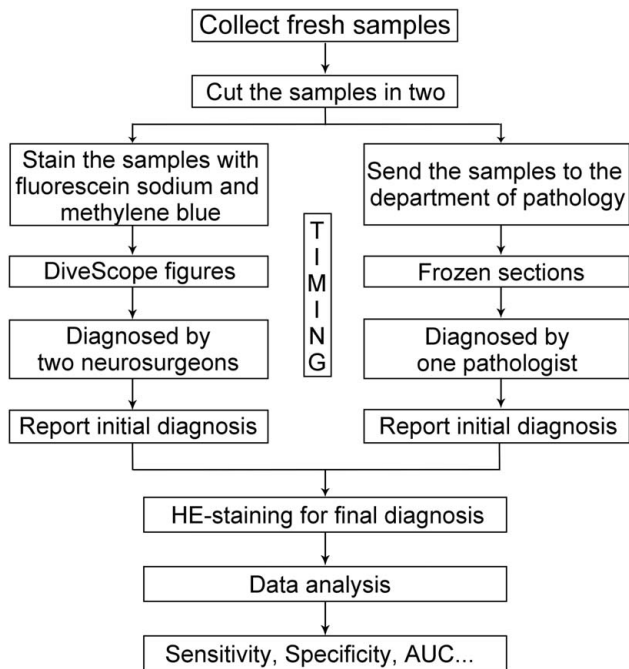 Collect fresh samples
Cut the samples in two
Stain the samples with
fluorescein sodium and
methylene blue
DiveScope figures
Diagnosed by
two neurosurgeons
Report initial diagnosis
T
I
M
I
N
G
Send the samples to the
department of pathology
Frozen sections
Diagnosed by
one pathologist
Report initial diagnosis
HE-staining for final diagnosis
Data analysis
Sensitivity, Specificity, AUC...